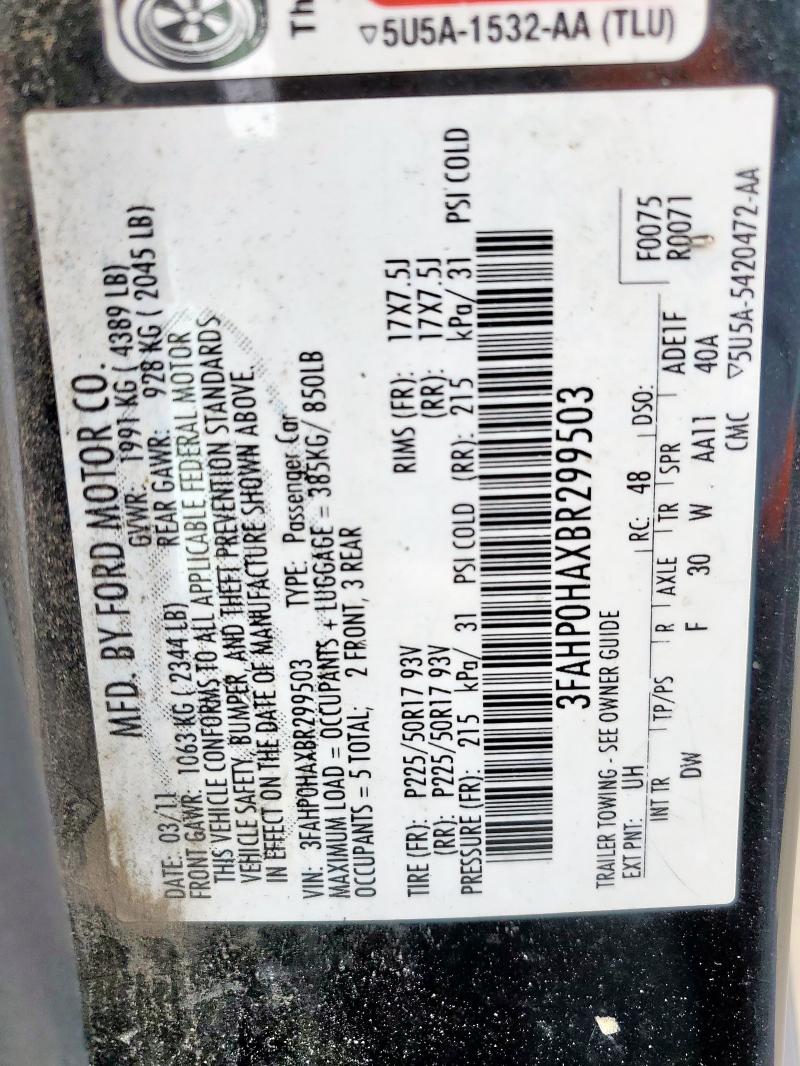 Th
▽5U5A-1532-AA (TLU)
MFD. BY FORD MOTOR CO.
DATE: 03/11 GVWR: 1991 KG ( 4389 LB)
FRONT GAWR: 1063 KG ( 2344 LB) REAR GAWR: 928 KG ( 2045 LB)
THIS VEHICLE CONFORMS TO ALL APPLICABLE FEDERAL MOTOR
VEHICLE SAFETY, BUMPER, AND THEFT PREVENTION STANDARDS
IN EFFECT ON THE DATE OF MANUFACTURE SHOWN ABOVE.
VIN: 3FAHP0HAXBR299503 TYPE: Passenger Car
MAXIMUM LOAD = OCCUPANTS + LUGGAGE = 385KG/ 850LB
OCCUPANTS = 5 TOTAL; 2 FRONT, 3 REAR
TIRE (FR): P225/50R17 93V RIMS (FR): 17X7.5J
(RR): P225/50R17 93V (RR): 17X7.5J
PRESSURE (FR): 215 kPa/ 31 PSI COLD (RR): 215 kPa/ 31 PSI COLD
3FAHP0HAXBR299503
TRAILER TOWING - SEE OWNER GUIDE F0075
EXT PNT: UH RC: 48 DSO: R0071
INT TR TP/PS R AXLE TR SPR ADE1F
DW F 30 W AA11 40A
CMC ▽5U5A-5420472-AA